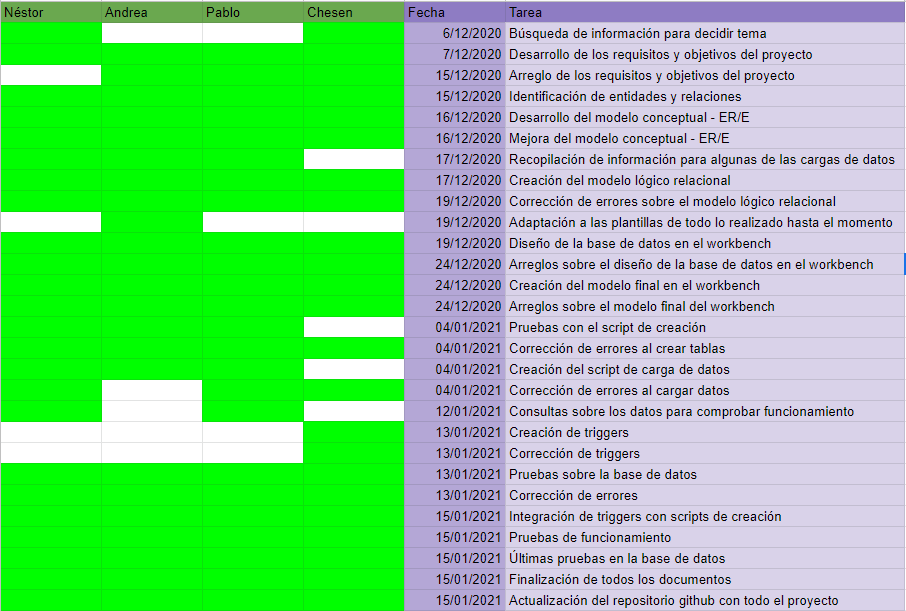 Néstor Andrea Pablo Chesen Fecha Tarea
6/12/2020 Búsqueda de información para decidir tema
7/12/2020 Desarrollo de los requisitos y objetivos del proyecto
15/12/2020 Arreglo de los requisitos y objetivos del proyecto
15/12/2020 Identificación de entidades y relaciones
16/12/2020 Desarrollo del modelo conceptual - ER/E
16/12/2020 Mejora del modelo conceptual - ER/E
17/12/2020 Recopilación de información para algunas de las cargas de datos
17/12/2020 Creación del modelo lógico relacional
19/12/2020 Corrección de errores sobre el modelo lógico relacional
19/12/2020 Adaptación a las plantillas de todo lo realizado hasta el momento
19/12/2020 Diseño de la base de datos en el workbench
24/12/2020 Arreglos sobre el diseño de la base de datos en el workbench
24/12/2020 Creación del modelo final en el workbench
24/12/2020 Arreglos sobre el modelo final del workbench
04/01/2021 Pruebas con el script de creación
04/01/2021 Corrección de errores al crear tablas
04/01/2021 Creación del script de carga de datos
04/01/2021 Corrección de errores al cargar datos
12/01/2021 Consultas sobre los datos para comprobar funcionamiento
13/01/2021 Creación de triggers
13/01/2021 Corrección de triggers
13/01/2021 Pruebas sobre la base de datos
13/01/2021 Corrección de errores
15/01/2021 Integración de triggers con scripts de creación
15/01/2021 Pruebas de funcionamiento
15/01/2021 Últimas pruebas en la base de datos
15/01/2021 Finalización de todos los documentos
15/01/2021 Actualización del repositorio github con todo el proyecto